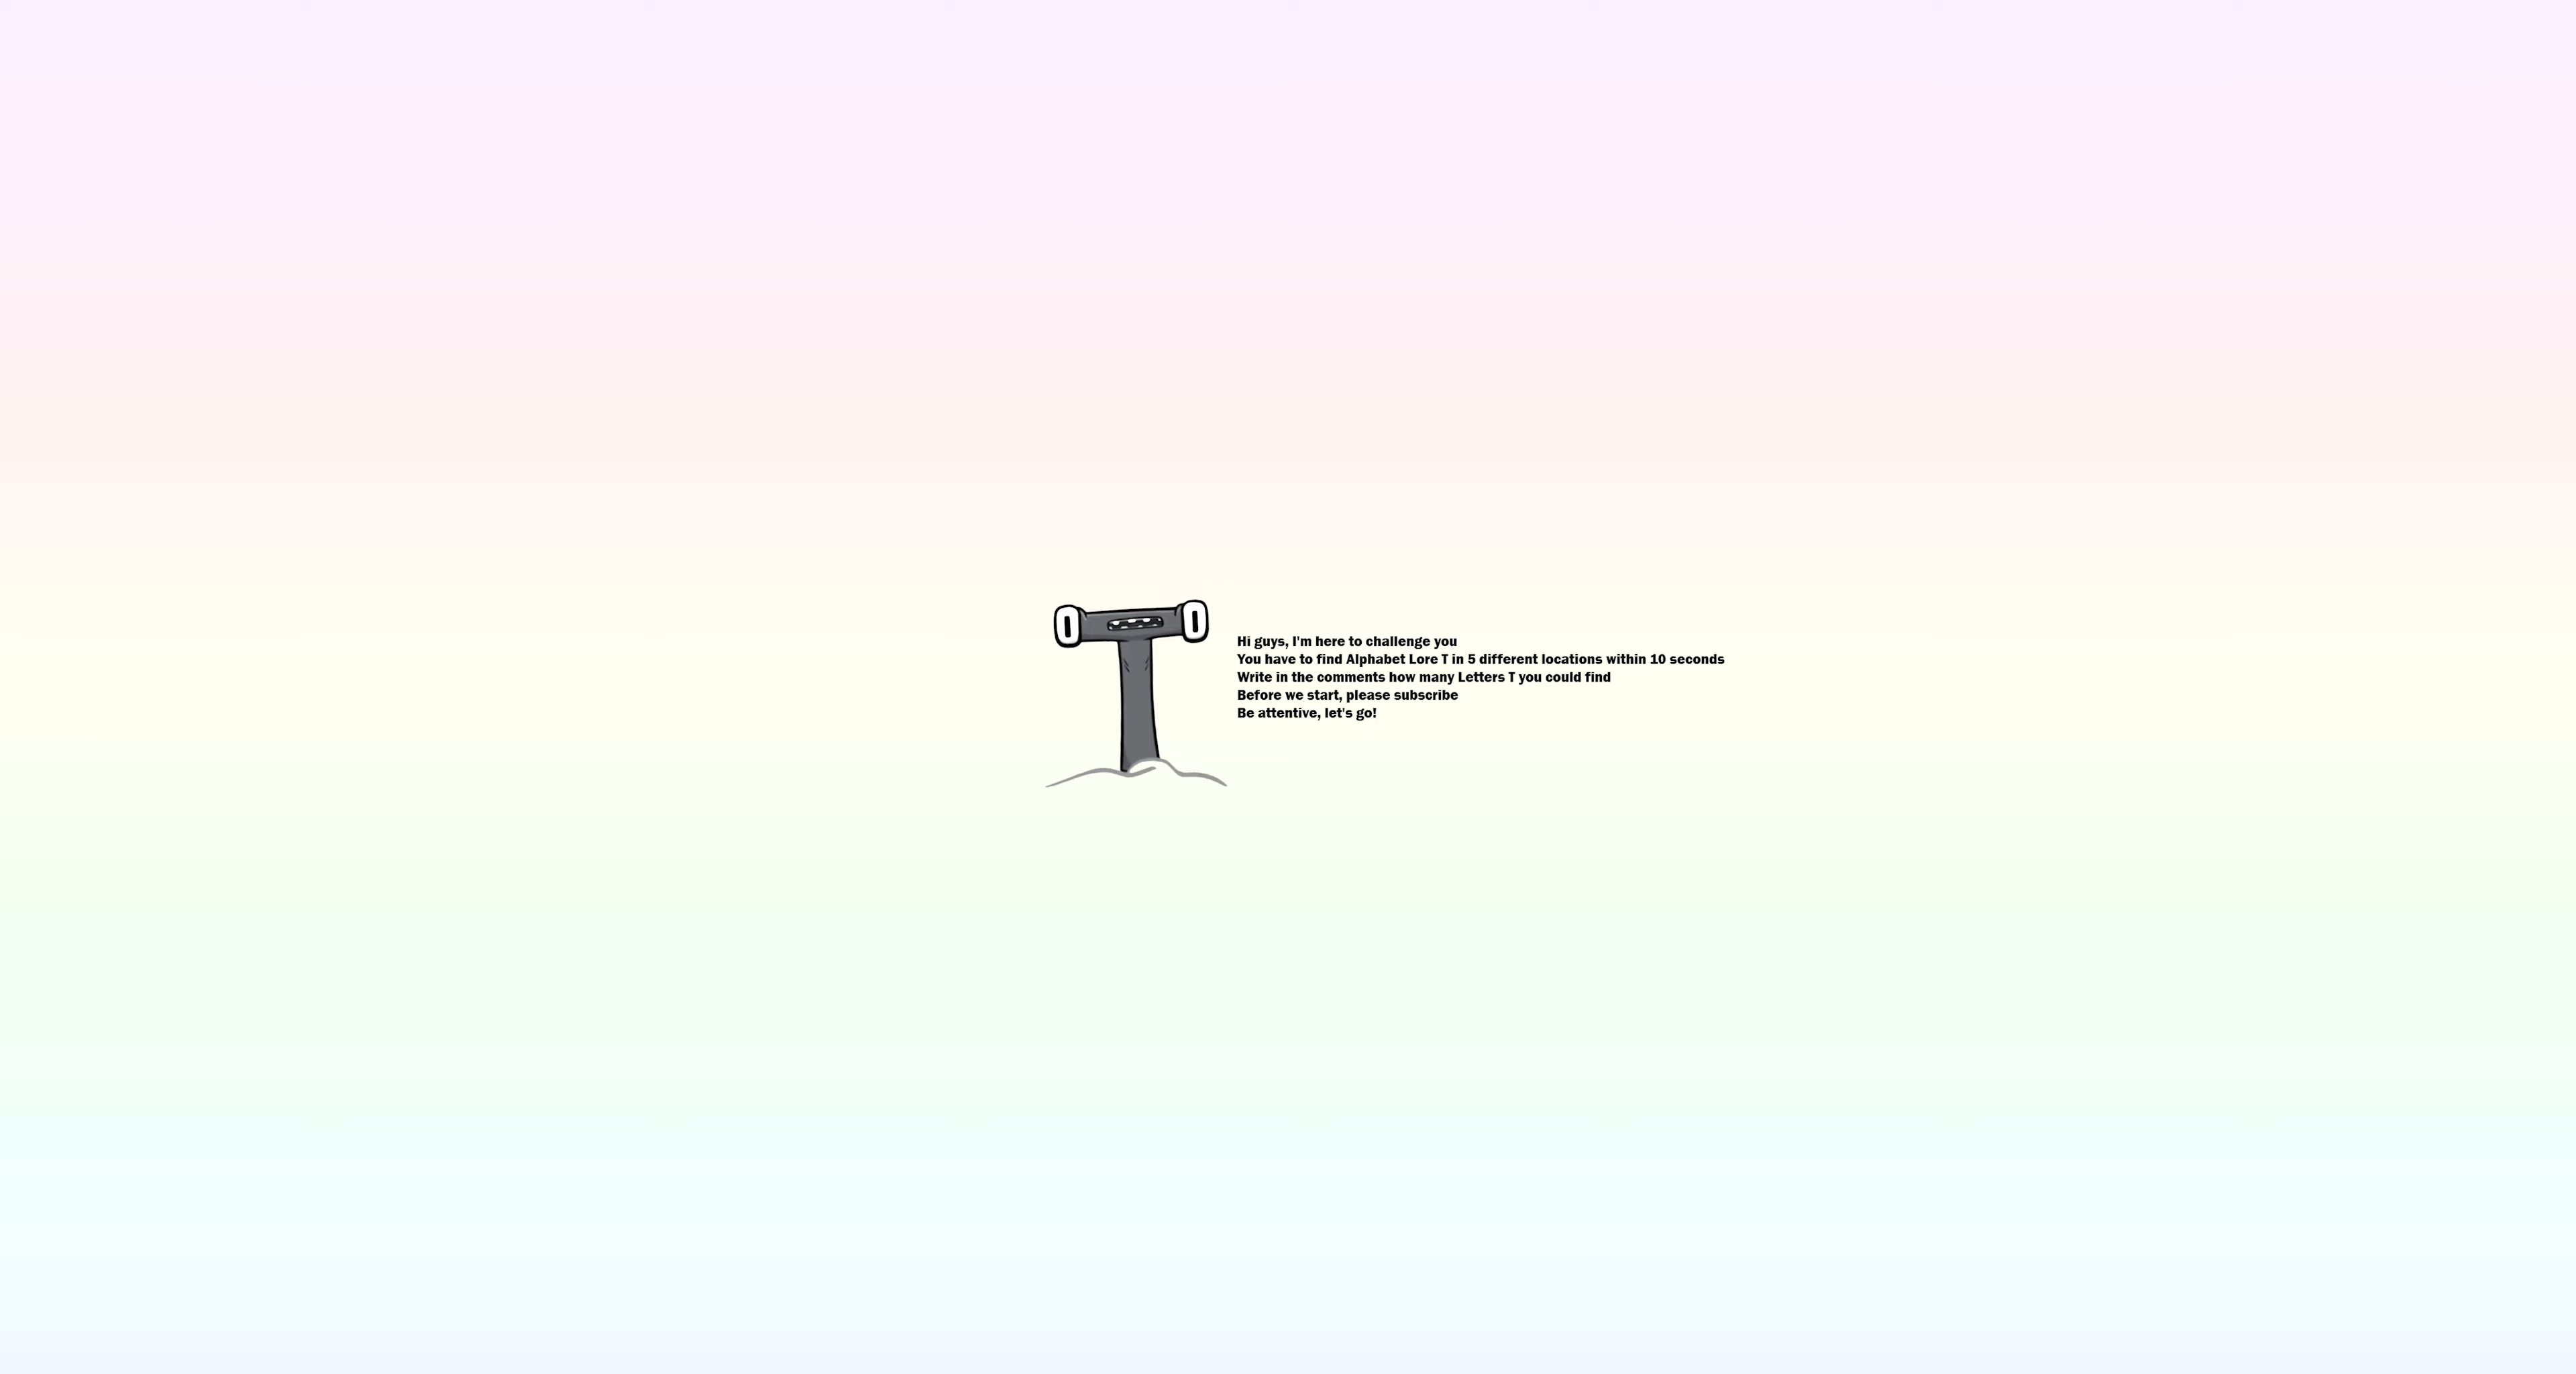 Hi guys, I'm here to challenge you
You have to find Alphabet Lore T in 5 different locations within 10 seconds
Write in the comments how many Letters T you could find
Before we start, please subscribe
Be attentive, let's go!